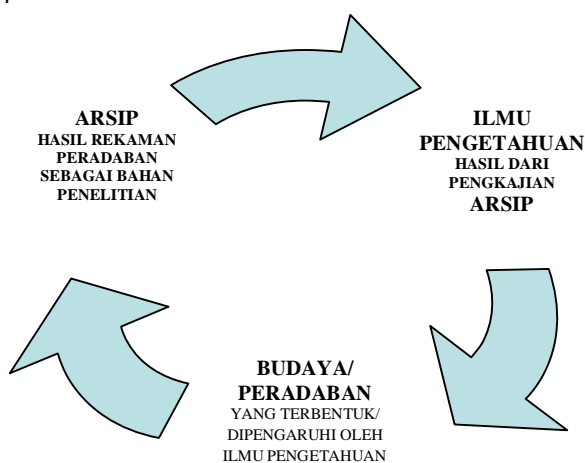 ARSIP
HASIL REKAMAN
PERADABAN
SEBAGAI BAHAN
PENELITIAN
ILMU
PENGETAHUAN
HASIL DARI
PENGKAJIAN
ARSIP
BUDAYA/
PERADABAN
YANG TERBENTUK/
DIPENGARUHI OLEH
ILMU PENGETAHUAN